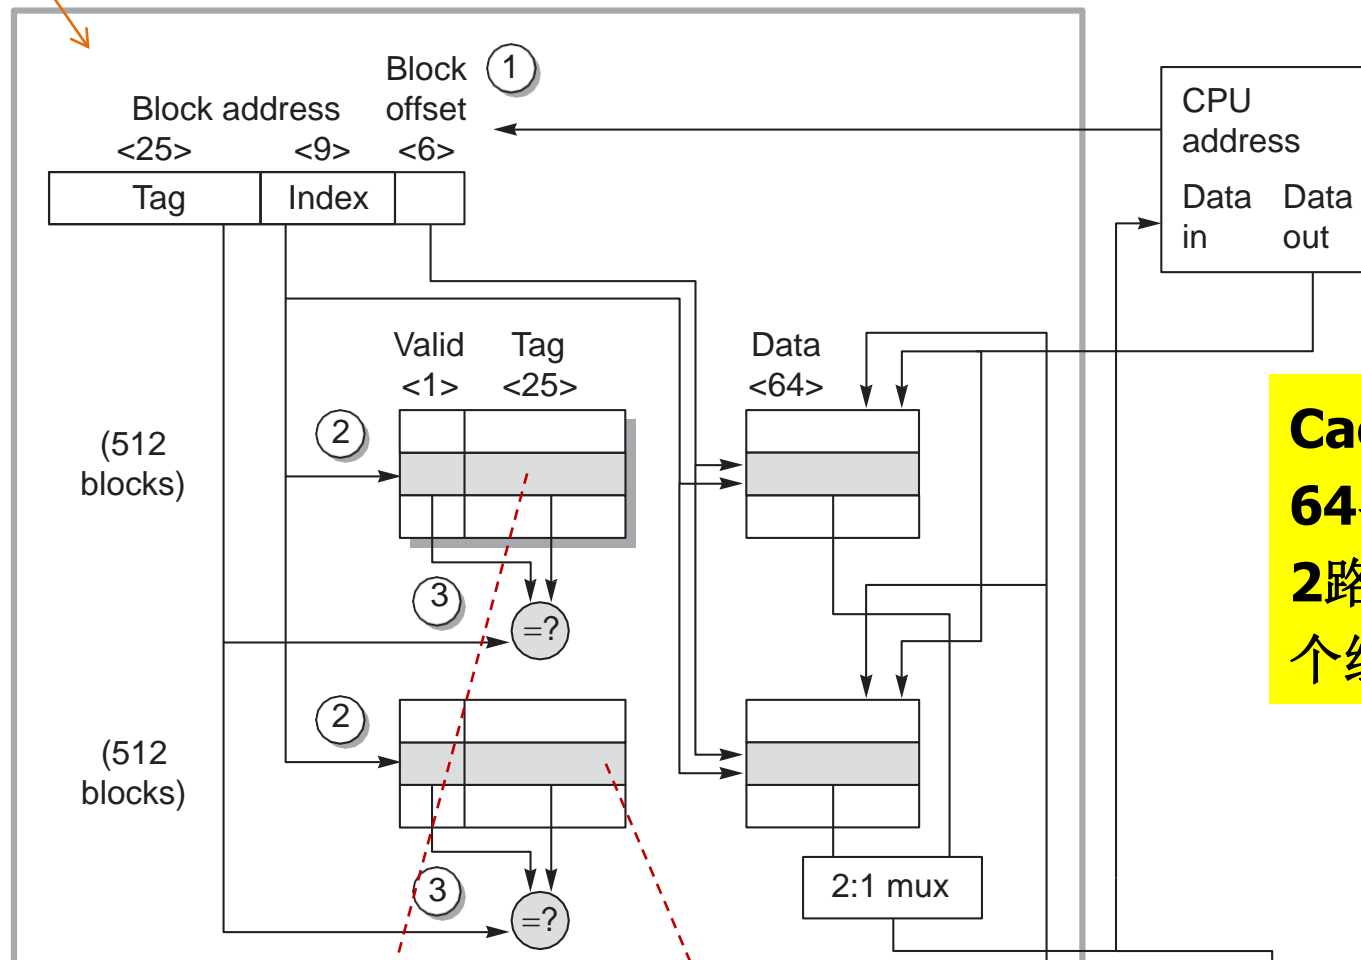 Block ①
Block address offset
<25> <9> <6>
Tag Index
CPU
address
Data Data
in out
Valid Tag
<1> <25>
Data
<64>
②
(512
blocks)
③
=?
②
(512
blocks)
③
=?
2:1 mux
64
2路
个